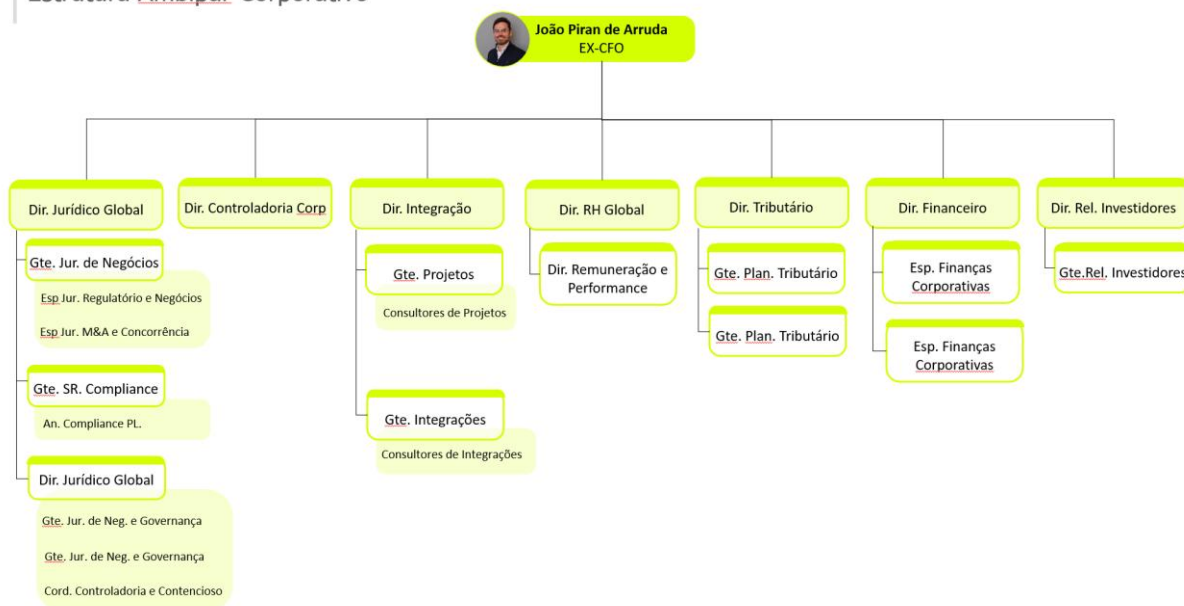 Estrutura Ambipar Corporativo
João Piran de Arruda
EX-CFO
Dir. Jurídico Global
Gte. Jur. de Negócios
Esp Jur. Regulatório e Negócios
Esp Jur. M&A e Concorrência
Gte. SR. Compliance
An. Compliance PL.
Dir. Jurídico Global
Gte. Jur. de Neg. e Governança
Gte. Jur. de Neg. e Governança
Cord. Controladoria e Contencioso
Dir. Controladoria Corp
Dir. Integração
Gte. Projetos
Consultores de Projetos
Gte. Integrações
Consultores de Integrações
Dir. RH Global
Dir. Remuneração e
Performance
Dir. Tributário
Gte. Plan. Tributário
Gte. Plan. Tributário
Dir. Financeiro
Esp. Finanças
Corporativas
Esp. Finanças
Corporativas
Dir. Rel. Investidores
Gte.Rel. Investidores